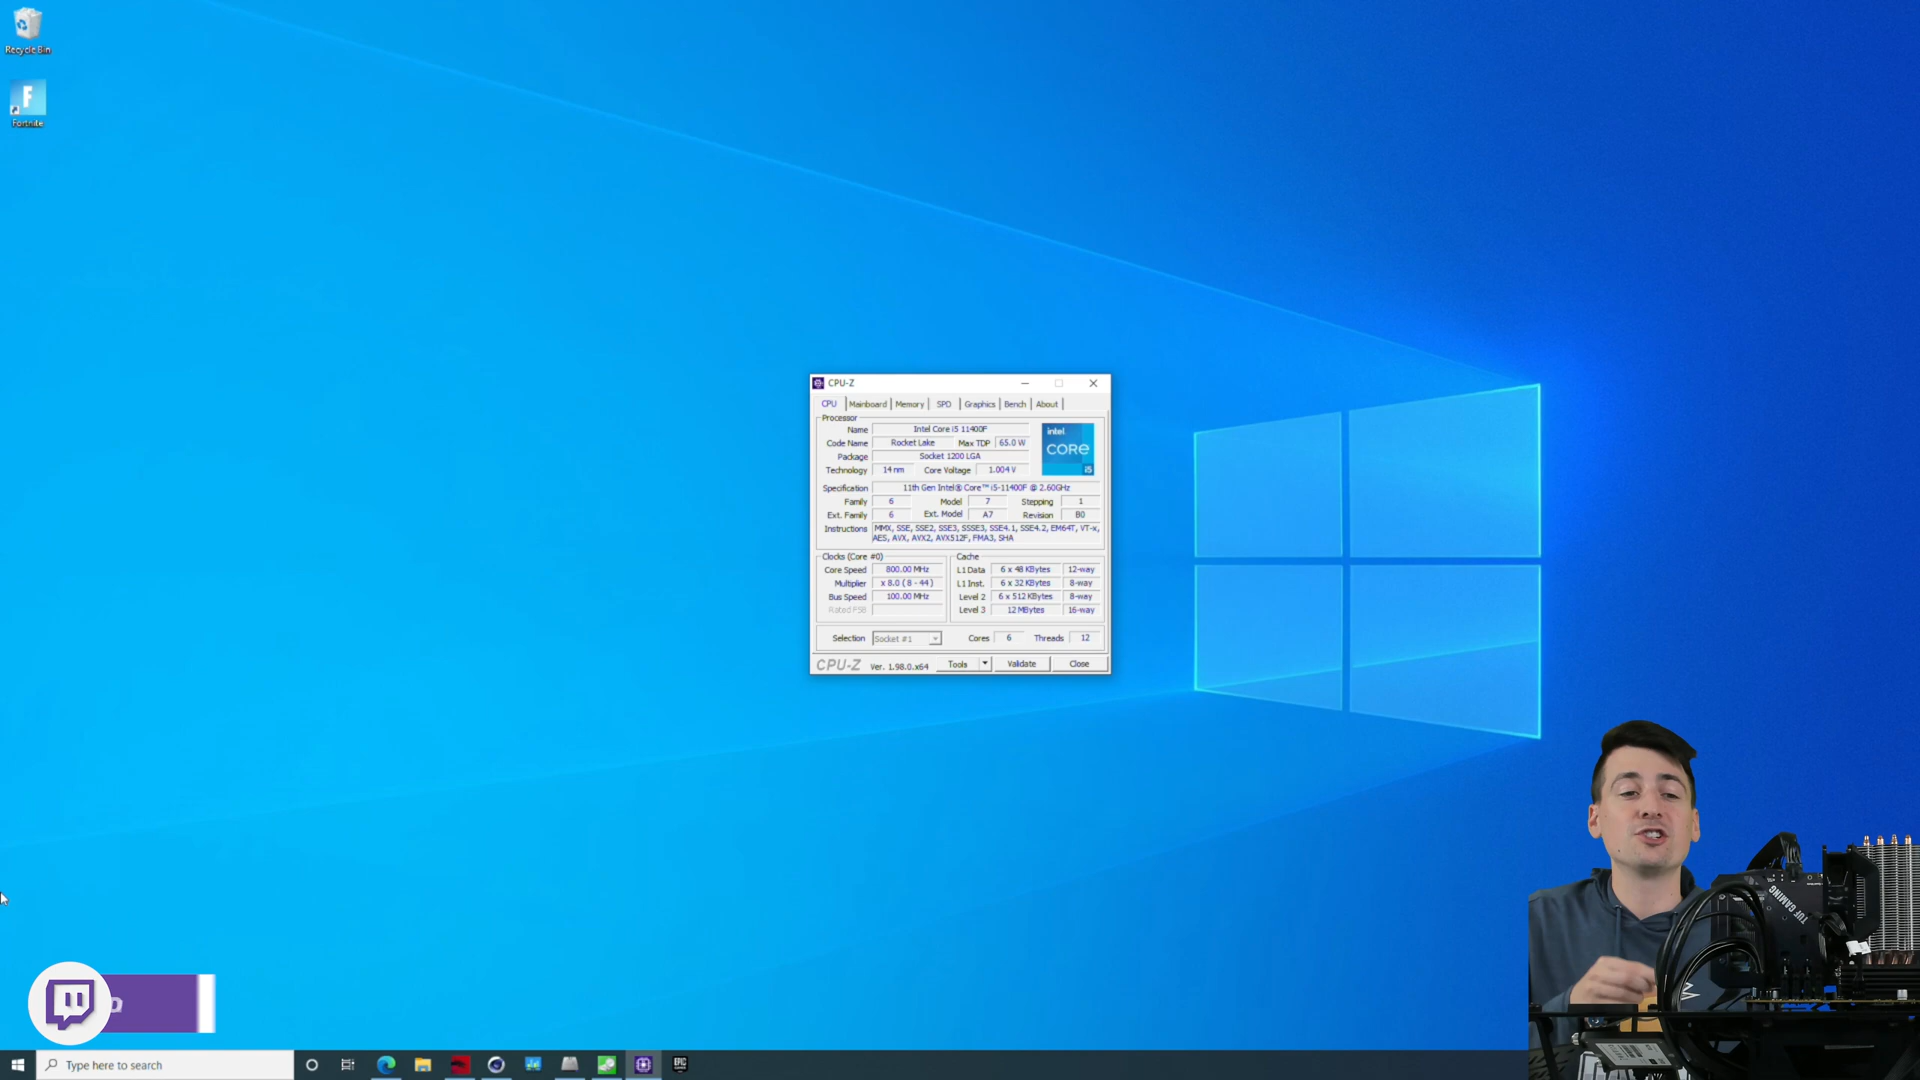 Recycle Bin
Fortnite
CPU-Z
CPU Mainboard Memory SPD Graphics Bench About
Processor
Name Intel Core i5 11400F
Code Name Rocket Lake Max TDP 65.0 W
Package Socket 1200 LGA
Technology 14 nm Core Voltage 1.004 V
intel
CORE
i5
Specification 11th Gen Intel® Core™ i5-11400F @ 2.60GHz
Family 6 Model 7 Stepping 1
Ext. Family 6 Ext. Model A7 Revision B0
Instructions MMX, SSE, SSE2, SSE3, SSSE3, SSE4.1, SSE4.2, EM64T, VT-x,
AES, AVX, AVX2, AVX512F, FMA3, SHA
Clocks (Core #0)
Core Speed 800.00 MHz
Multiplier x 8.0 ( 8 - 44 )
Bus Speed 100.00 MHz
Rated FSB
Cache
L1 Data 6 x 48 KBytes 12-way
L1 Inst. 6 x 32 KBytes 8-way
Level 2 6 x 512 KBytes 8-way
Level 3 12 MBytes 16-way
Selection Socket #1 Cores 6 Threads 12
CPU-Z Ver. 1.98.0.x64 Tools Validate Close
TUF GAMING
Type here to search
EPIC
GAMES